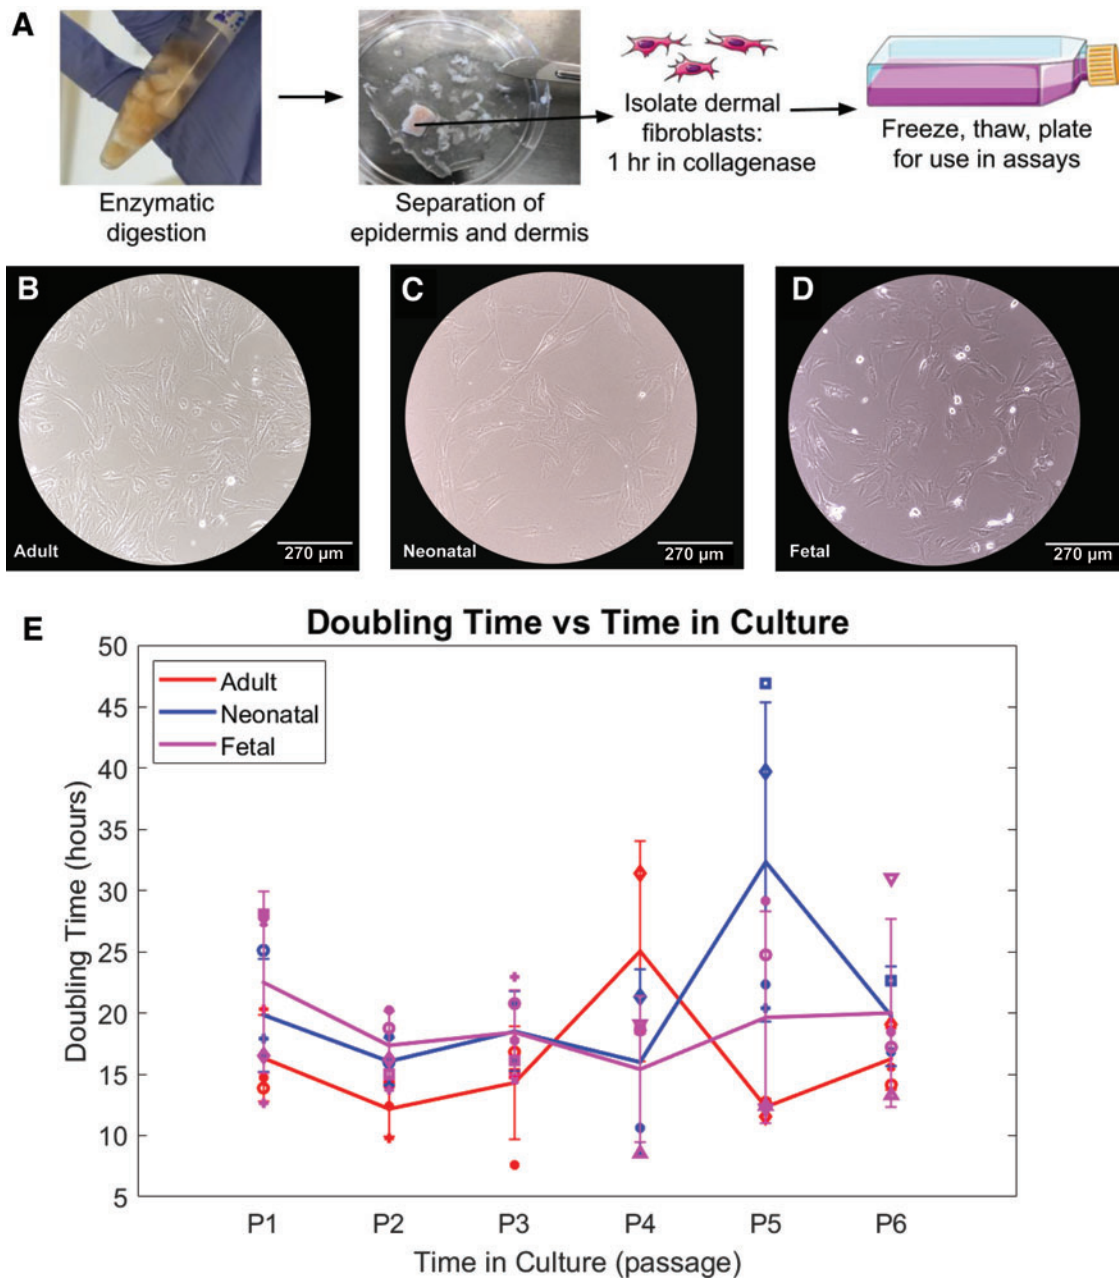 A
Enzymatic
digestion
Separation of
epidermis and dermis
Isolate dermal
fibroblasts:
1 hr in collagenase
Freeze, thaw, plate
for use in assays
B
Adult
270 µm
C
Neonatal
270 µm
D
Fetal
270 µm
E
Doubling Time vs Time in Culture
Adult
Neonatal
Fetal
Doubling Time (hours)
50
45
40
35
30
25
20
15
10
5
P1 P2 P3 P4 P5 P6
Time in Culture (passage)